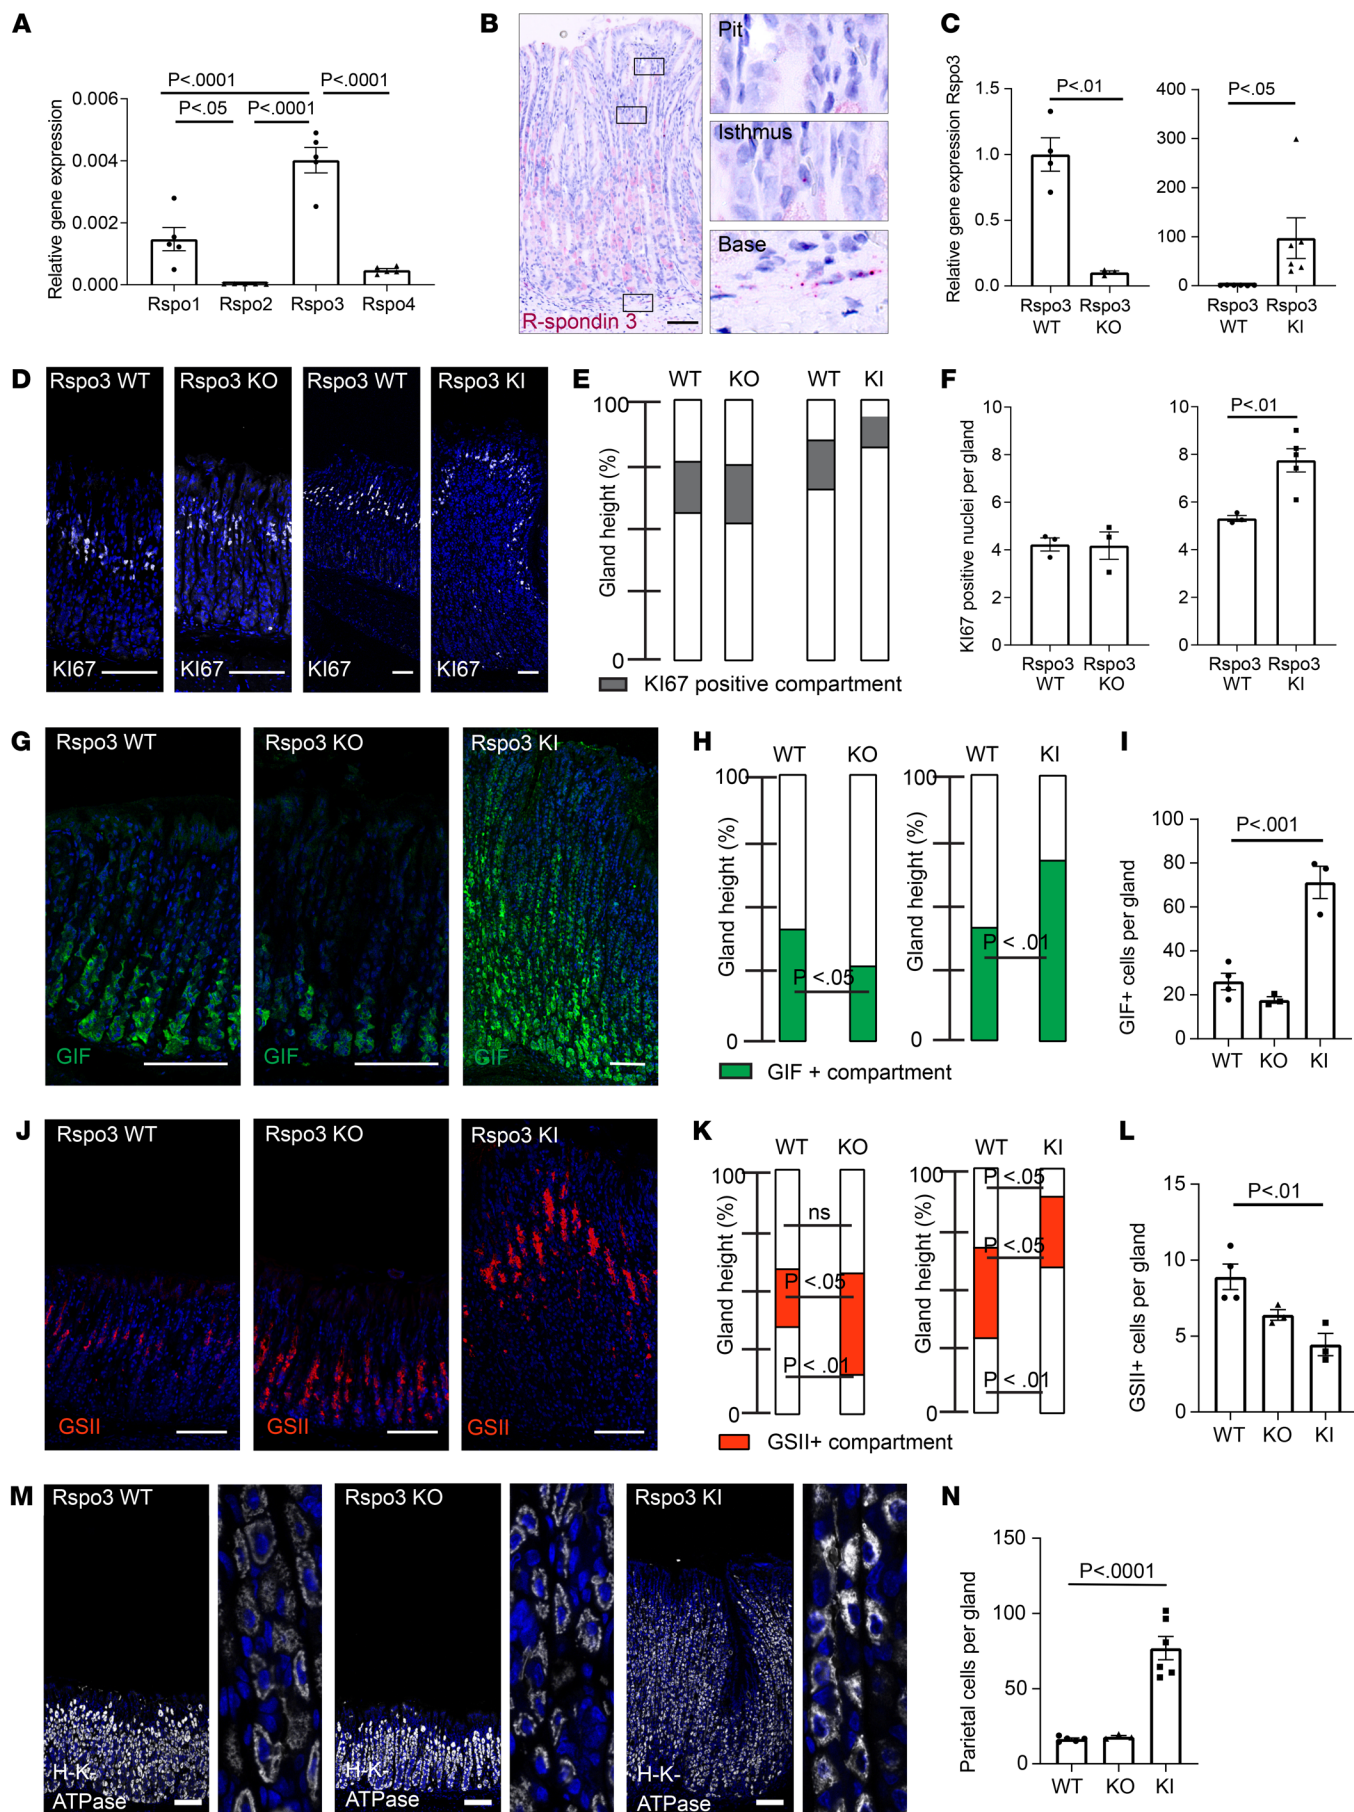 A
P<.0001
P<.0001
P<.05
P<.0001
Relative gene expression
0.006
0.004
0.002
0.000
Rspo1
Rspo2
Rspo3
Rspo4
B
R-spondin 3
Pit
Isthmus
Base
C
Relative gene expression Rspo3
P<.01
1.5
1.0
0.5
0.0
Rspo3 WT
Rspo3 KO
P<.05
400
300
200
100
0
Rspo3 WT
Rspo3 KI
D
Rspo3 WT
KI67
Rspo3 KO
KI67
Rspo3 WT
KI67
Rspo3 KI
KI67
E
WT
KO
WT
KI
Gland height (%)
100
0
KI67 positive compartment
F
KI67 positive nuclei per gland
10
8
6
4
2
0
Rspo3 WT
Rspo3 KO
P<.01
10
8
6
4
2
0
Rspo3 WT
Rspo3 KI
G
Rspo3 WT
GIF
Rspo3 KO
GIF
Rspo3 KI
GIF
H
WT
KO
100
Gland height (%)
P <.05
0
WT
KI
100
Gland height (%)
P < .01
0
GIF + compartment
I
P<.001
GIF+ cells per gland
100
80
60
40
20
0
WT
KO
KI
J
Rspo3 WT
GSII
Rspo3 KO
GSII
Rspo3 KI
GSII
K
WT
KO
100
Gland height (%)
ns
P <.05
P < .01
0
WT
KI
100
Gland height (%)
P <.05
P <.05
P < .01
0
GSII+ compartment
L
P<.01
GSII+ cells per gland
15
10
5
0
WT
KO
KI
M
Rspo3 WT
H-K-
ATPase
Rspo3 KO
H-K-
ATPase
Rspo3 KI
H-K-
ATPase
N
P<.0001
Parietal cells per gland
150
100
50
0
WT
KO
KI